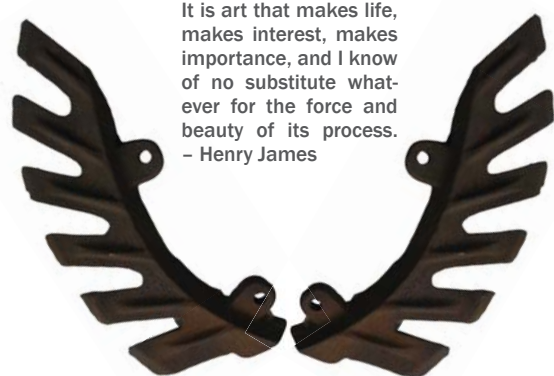 It is art that makes life,
makes interest, makes
importance, and I know
of no substitute what-
ever for the force and
beauty of its process.
– Henry James